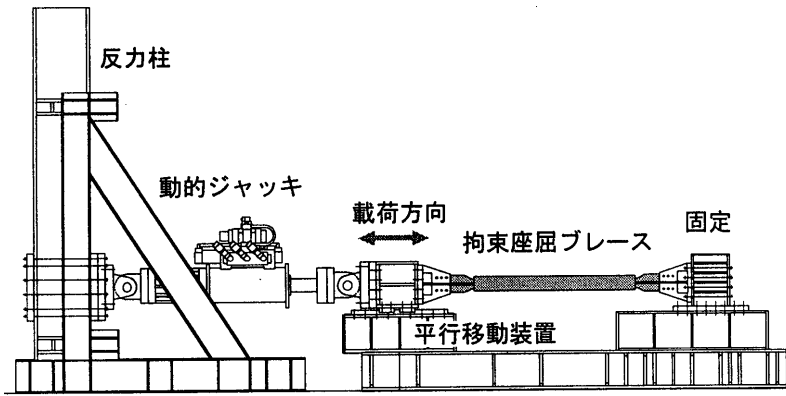 反力柱
動的ジャッキ
載荷方向
拘束座屈ブレース
固定
平行移動装置